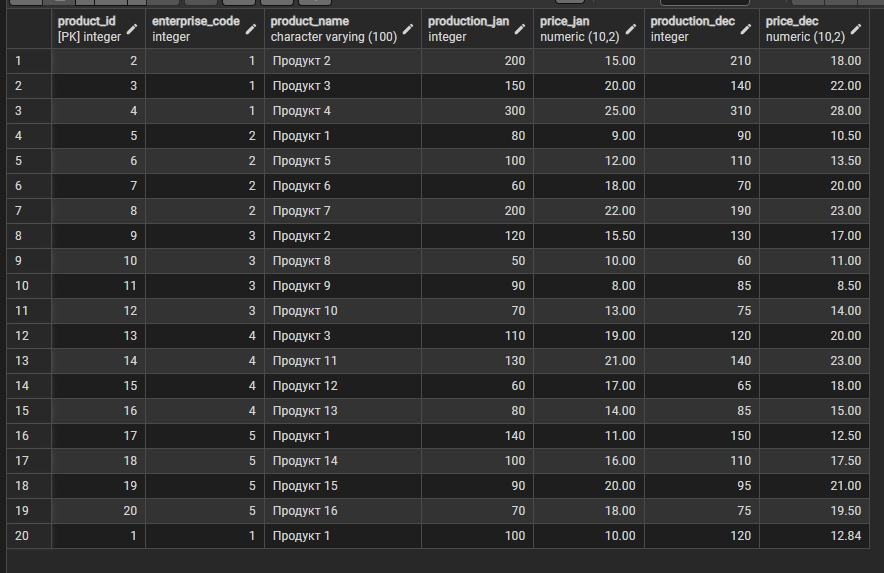 product_id enterprise_code product_name production_jan price_jan production_dec price_dec
[PK] integer integer character varying (100) integer numeric (10,2) integer numeric (10,2)
1 2 1 Продукт 2 200 15.00 210 18.00
2 3 1 Продукт 3 150 20.00 140 22.00
3 4 1 Продукт 4 300 25.00 310 28.00
4 5 2 Продукт 1 80 9.00 90 10.50
5 6 2 Продукт 5 100 12.00 110 13.50
6 7 2 Продукт 6 60 18.00 70 20.00
7 8 2 Продукт 7 200 22.00 190 23.00
8 9 3 Продукт 2 120 15.50 130 17.00
9 10 3 Продукт 8 50 10.00 60 11.00
10 11 3 Продукт 9 90 8.00 85 8.50
11 12 3 Продукт 10 70 13.00 75 14.00
12 13 4 Продукт 3 110 19.00 120 20.00
13 14 4 Продукт 11 130 21.00 140 23.00
14 15 4 Продукт 12 60 17.00 65 18.00
15 16 4 Продукт 13 80 14.00 85 15.00
16 17 5 Продукт 1 140 11.00 150 12.50
17 18 5 Продукт 14 100 16.00 110 17.50
18 19 5 Продукт 15 90 20.00 95 21.00
19 20 5 Продукт 16 70 18.00 75 19.50
20 1 1 Продукт 1 100 10.00 120 12.84